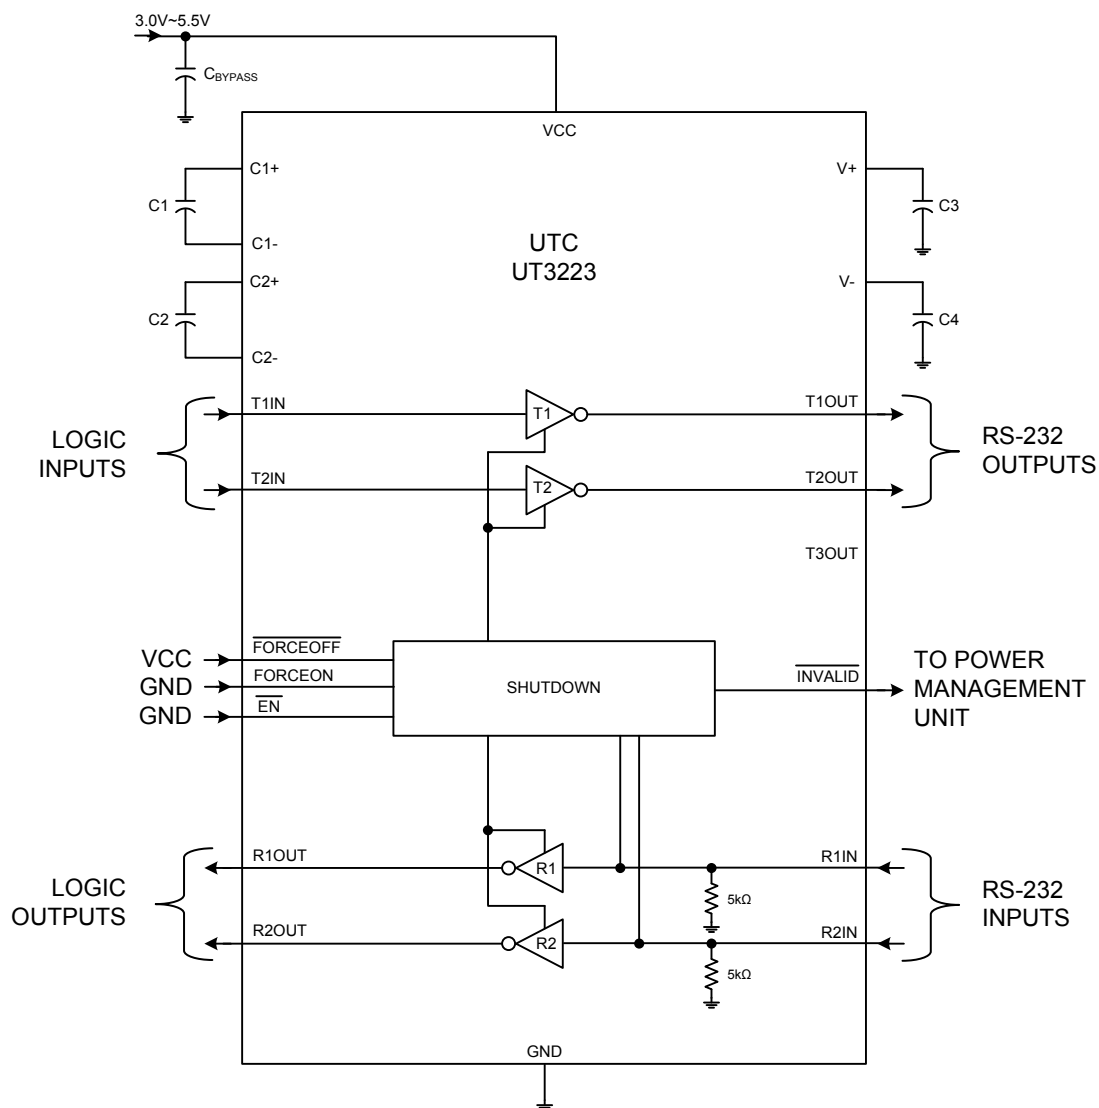 3.0V~5.5V
CBYPASS
VCC
C1+
V+
C1
C3
C1-
UTC
UT3223
C2+
V-
C2
C4
C2-
T1IN
T1
T1OUT
LOGIC
INPUTS
RS-232
OUTPUTS
T2IN
T2
T2OUT
T3OUT
VCC
FORCEOFF
GND
FORCEON
GND
EN
SHUTDOWN
INVALID
TO POWER
MANAGEMENT
UNIT
R1OUT
R1
R1IN
LOGIC
OUTPUTS
5kΩ
RS-232
INPUTS
R2OUT
R2
R2IN
5kΩ
GND